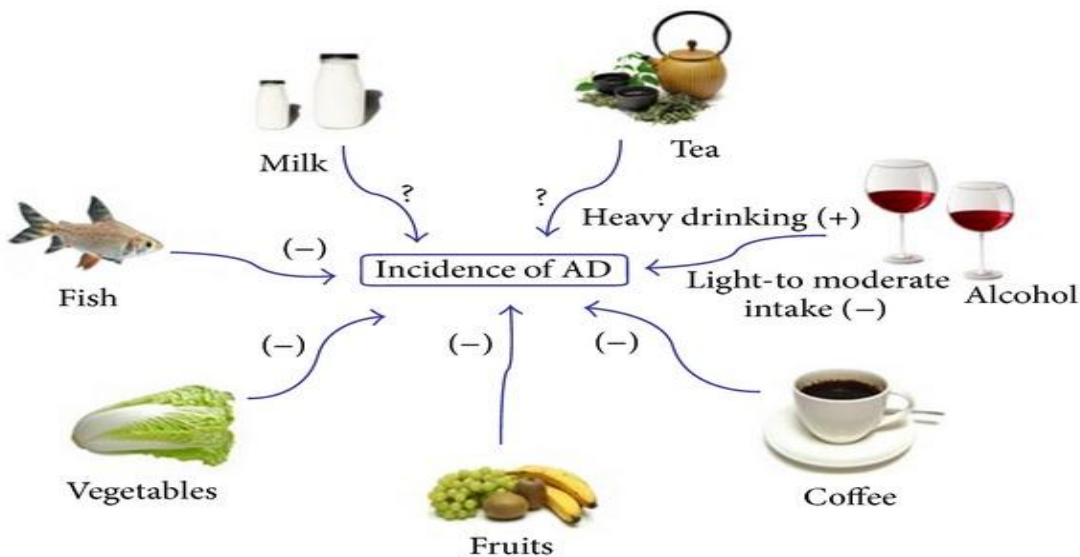 Milk
Tea
?
?
Heavy drinking (+)
(−)
Incidence of AD
Light-to moderate
intake (−)
Alcohol
Fish
(−)
(−)
(−)
Vegetables
Fruits
Coffee